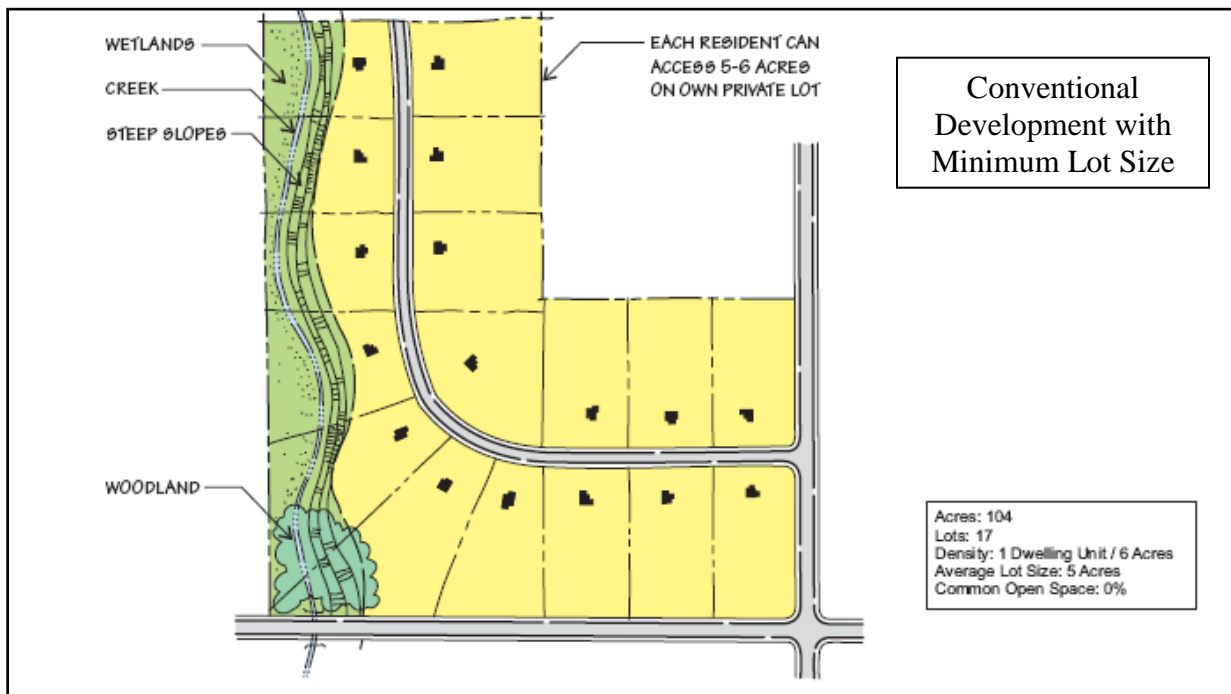 WETLANDS
CREEK
STEEP SLOPES
WOODLAND
EACH RESIDENT CAN
ACCESS 5-6 ACRES
ON OWN PRIVATE LOT
Conventional
Development with
Minimum Lot Size
Acres: 104
Lots: 17
Density: 1 Dwelling Unit / 6 Acres
Average Lot Size: 5 Acres
Common Open Space: 0%